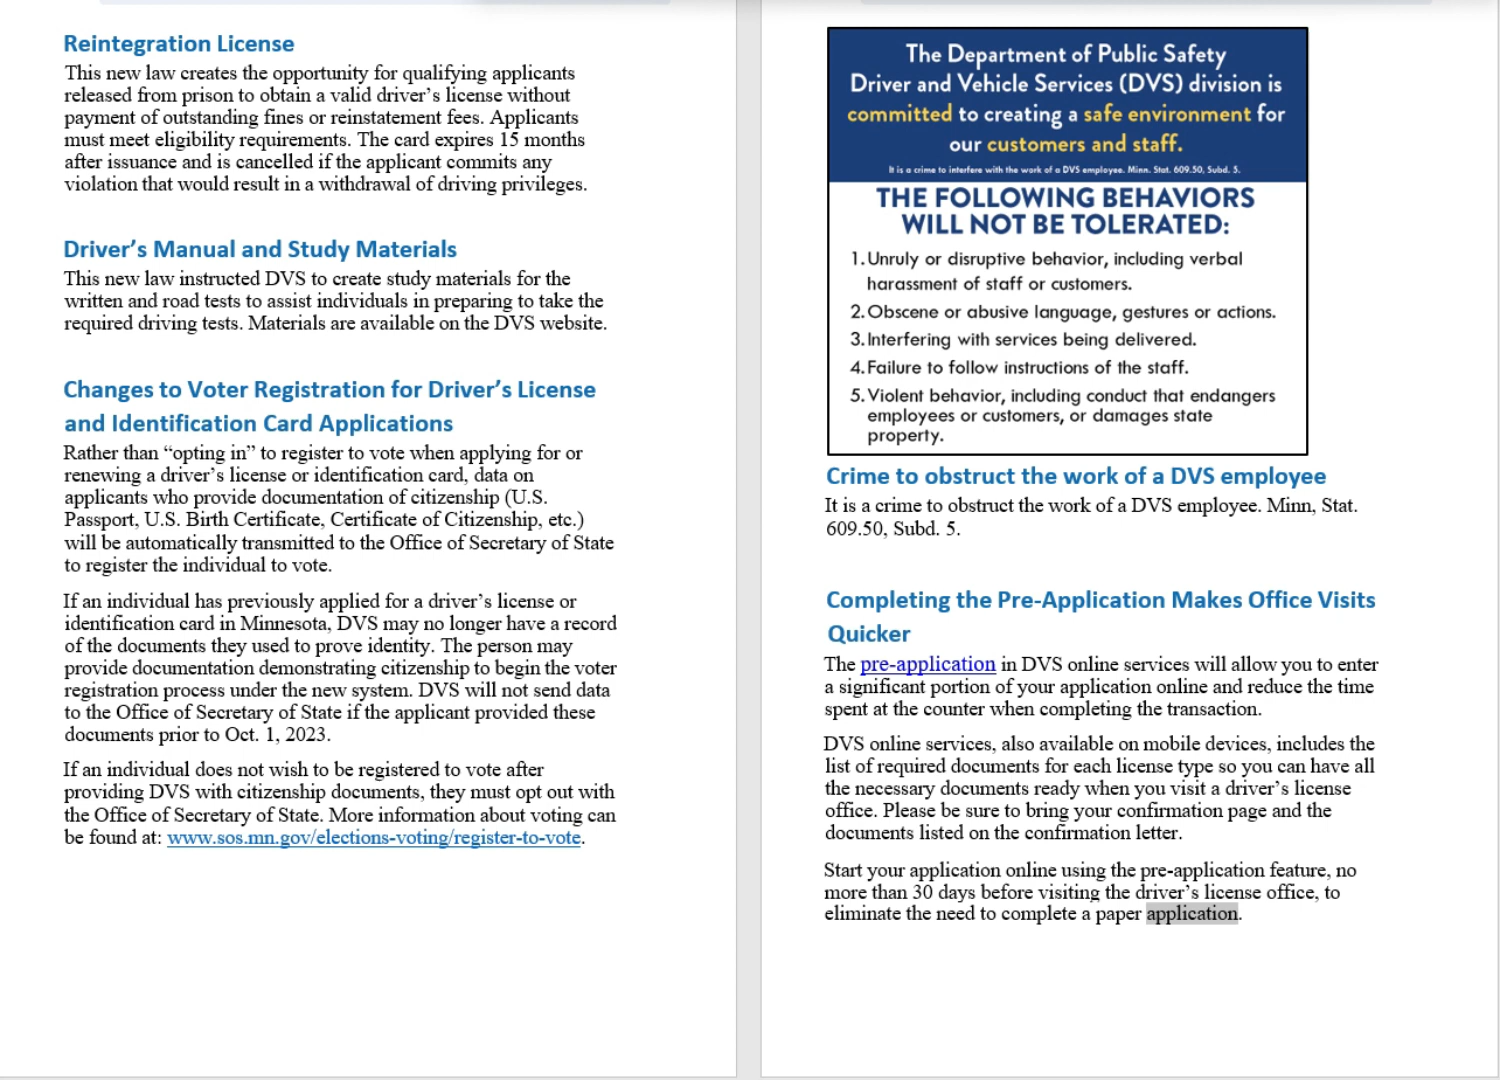 Reintegration License
This new law creates the opportunity for qualifying applicants
released from prison to obtain a valid driver’s license without
payment of outstanding fines or reinstatement fees. Applicants
must meet eligibility requirements. The card expires 15 months
after issuance and is cancelled if the applicant commits any
violation that would result in a withdrawal of driving privileges.
Driver’s Manual and Study Materials
This new law instructed DVS to create study materials for the
written and road tests to assist individuals in preparing to take the
required driving tests. Materials are available on the DVS website.
Changes to Voter Registration for Driver’s License
and Identification Card Applications
Rather than “opting in” to register to vote when applying for or
renewing a driver’s license or identification card, data on
applicants who provide documentation of citizenship (U.S.
Passport, U.S. Birth Certificate, Certificate of Citizenship, etc.)
will be automatically transmitted to the Office of Secretary of State
to register the individual to vote.
If an individual has previously applied for a driver’s license or
identification card in Minnesota, DVS may no longer have a record
of the documents they used to prove identity. The person may
provide documentation demonstrating citizenship to begin the voter
registration process under the new system. DVS will not send data
to the Office of Secretary of State if the applicant provided these
documents prior to Oct. 1, 2023.
If an individual does not wish to be registered to vote after
providing DVS with citizenship documents, they must opt out with
the Office of Secretary of State. More information about voting can
be found at: www.sos.mn.gov/elections-voting/register-to-vote.
The Department of Public Safety
Driver and Vehicle Services (DVS) division is
committed to creating a safe environment for
our customers and staff.
It is a crime to interfere with the work of a DVS employee. Minn. Stat. 609.50, Subd. 5.
THE FOLLOWING BEHAVIORS
WILL NOT BE TOLERATED:
1. Unruly or disruptive behavior, including verbal
harassment of staff or customers.
2. Obscene or abusive language, gestures or actions.
3. Interfering with services being delivered.
4. Failure to follow instructions of the staff.
5. Violent behavior, including conduct that endangers
employees or customers, or damages state
property.
Crime to obstruct the work of a DVS employee
It is a crime to obstruct the work of a DVS employee. Minn, Stat.
609.50, Subd. 5.
Completing the Pre-Application Makes Office Visits
Quicker
The pre-application in DVS online services will allow you to enter
a significant portion of your application online and reduce the time
spent at the counter when completing the transaction.
DVS online services, also available on mobile devices, includes the
list of required documents for each license type so you can have all
the necessary documents ready when you visit a driver’s license
office. Please be sure to bring your confirmation page and the
documents listed on the confirmation letter.
Start your application online using the pre-application feature, no
more than 30 days before visiting the driver’s license office, to
eliminate the need to complete a paper application.